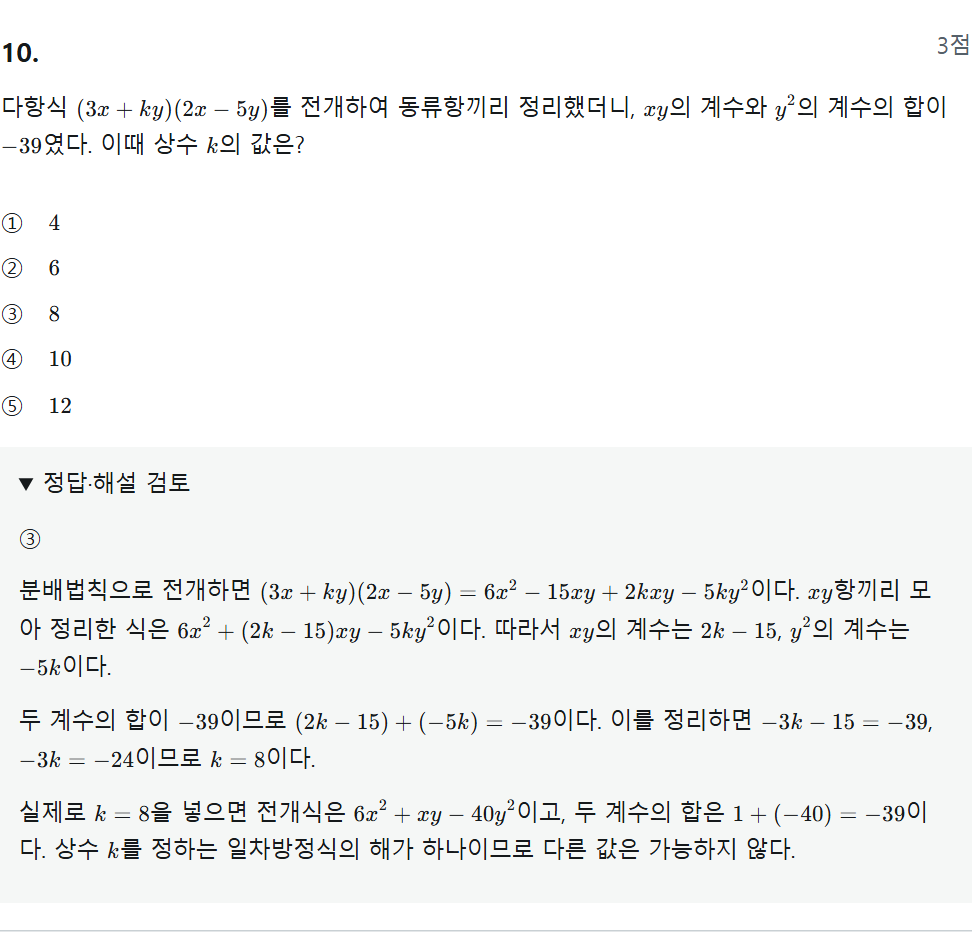 10.
3점
다항식 (3x + ky)(2x − 5y)를 전개하여 동류항끼리 정리했더니, xy의 계수와 y²의 계수의 합이
−39였다. 이때 상수 k의 값은?
① 4
② 6
③ 8
④ 10
⑤ 12
▼ 정답·해설 검토
③
분배법칙으로 전개하면 (3x + ky)(2x − 5y) = 6x² − 15xy + 2kxy − 5ky²이다. xy항끼리 모
아 정리한 식은 6x² + (2k − 15)xy − 5ky²이다. 따라서 xy의 계수는 2k − 15, y²의 계수는
−5k이다.
두 계수의 합이 −39이므로 (2k − 15) + (−5k) = −39이다. 이를 정리하면 −3k − 15 = −39,
−3k = −24이므로 k = 8이다.
실제로 k = 8을 넣으면 전개식은 6x² + xy − 40y²이고, 두 계수의 합은 1 + (−40) = −39이
다. 상수 k를 정하는 일차방정식의 해가 하나이므로 다른 값은 가능하지 않다.